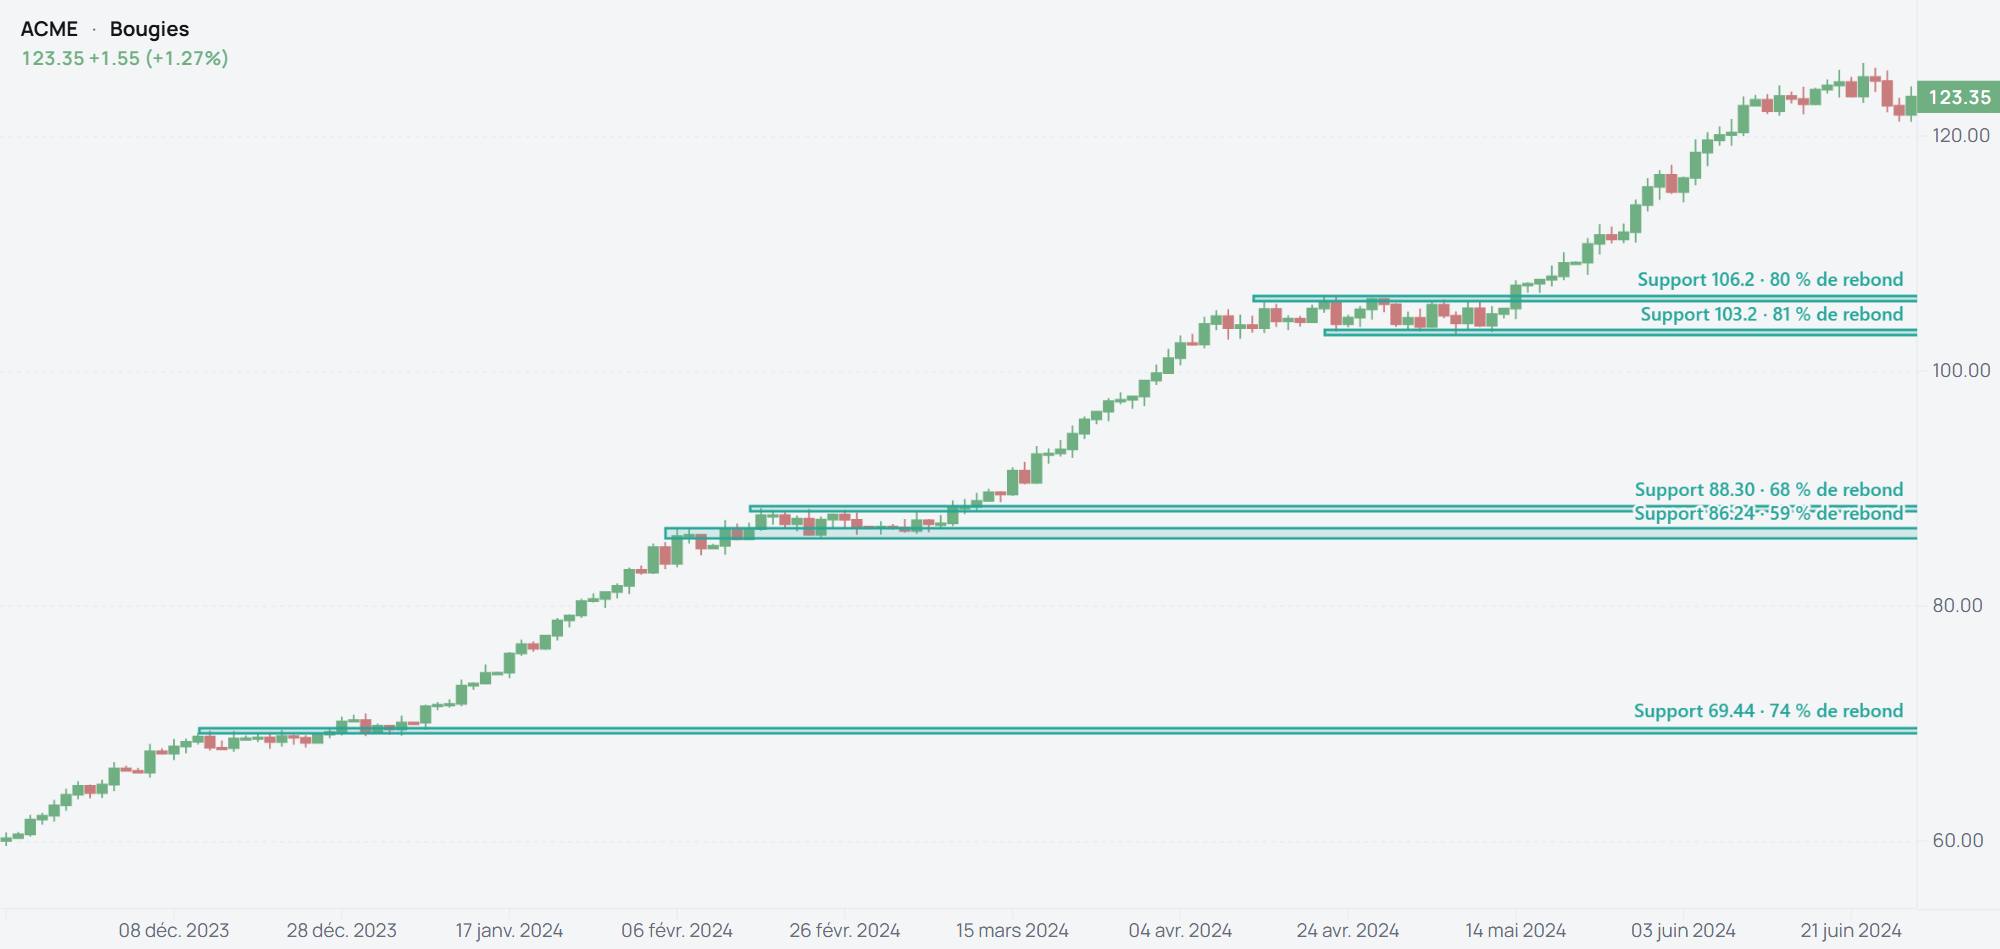 ACME · Bougies
123.35 +1.55 (+1.27%)
123.35
120.00
Support 106.2 · 80 % de rebond
Support 103.2 · 81 % de rebond
100.00
Support 88.30 · 68 % de rebond
Support 86.24 · 59 % de rebond
80.00
Support 69.44 · 74 % de rebond
60.00
08 déc. 2023 28 déc. 2023 17 janv. 2024 06 févr. 2024 26 févr. 2024 15 mars 2024 04 avr. 2024 24 avr. 2024 14 mai 2024 03 juin 2024 21 juin 2024